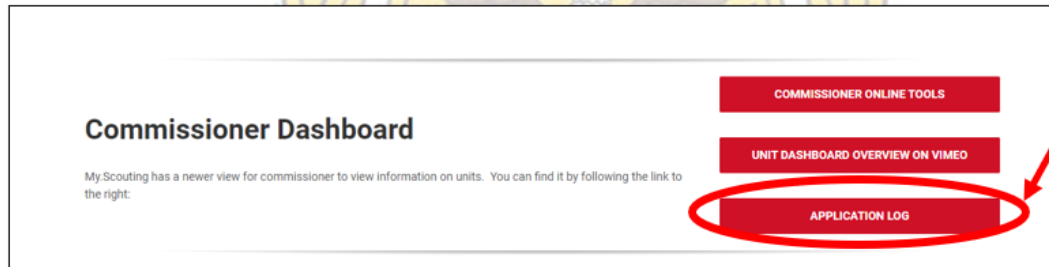 COMMISSIONER ONLINE TOOLS
Commissioner Dashboard
UNIT DASHBOARD OVERVIEW ON VIMEO
My.Scouting has a newer view for commissioner to view information on units. You can find it by following the link to
the right:
APPLICATION LOG